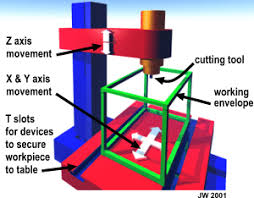 Z axis
movement
cutting tool
X & Y axis
movement
working
envelope
T slots
for devices
to secure
workpiece
to table
JW 2001